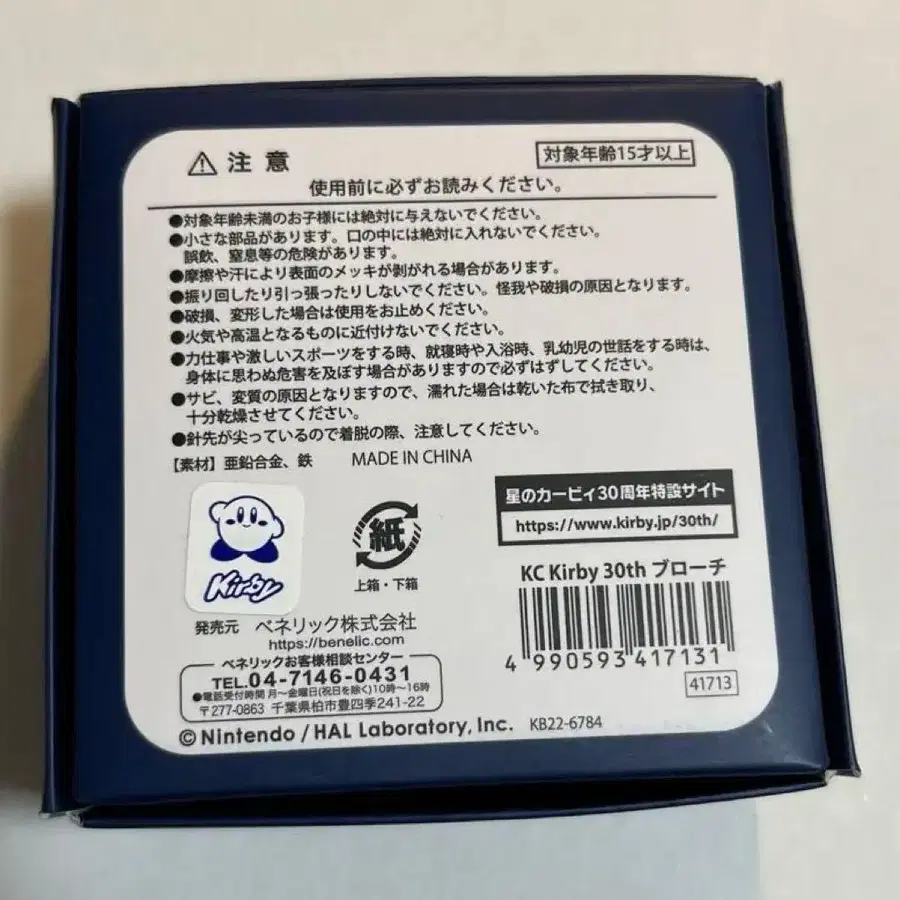 ⚠ 注意
対象年齢15才以上
使用前に必ずお読みください。
●対象年齢未満のお子様には絶対に与えないでください。
●小さな部品があります。口の中には絶対に入れないでください。
誤飲、窒息等の危険があります。
●摩擦や汗により表面のメッキが剥がれる場合があります。
●振り回したり引っ張ったりしないでください。怪我や破損の原因となります。
●破損、変形した場合は使用をお止めください。
●火気や高温となるものに近付けないでください。
●力仕事や激しいスポーツをする時、就寝時や入浴時、乳幼児の世話をする時は、
身体に思わぬ危害を及ぼす場合がありますので必ずはずしてください。
●サビ、変質の原因となりますので、濡れた場合は乾いた布で拭き取り、
十分乾燥させてください。
●針先が尖っているので着脱の際、注意してください。
【素材】亜鉛合金、鉄 MADE IN CHINA
星のカービィ30周年特設サイト
https://www.kirby.jp/30th/
Kirby
紙
上箱・下箱
KC Kirby 30th ブローチ
4 990593 417131
41713
発売元 ベネリック株式会社
https://benelic.com
ベネリックお客様相談センター
TEL.04-7146-0431
●電話受付時間 月〜金曜日(祝日を除く)10時〜16時
〒277-0863 千葉県柏市豊四季241-22
©Nintendo / HAL Laboratory, Inc. KB22-6784